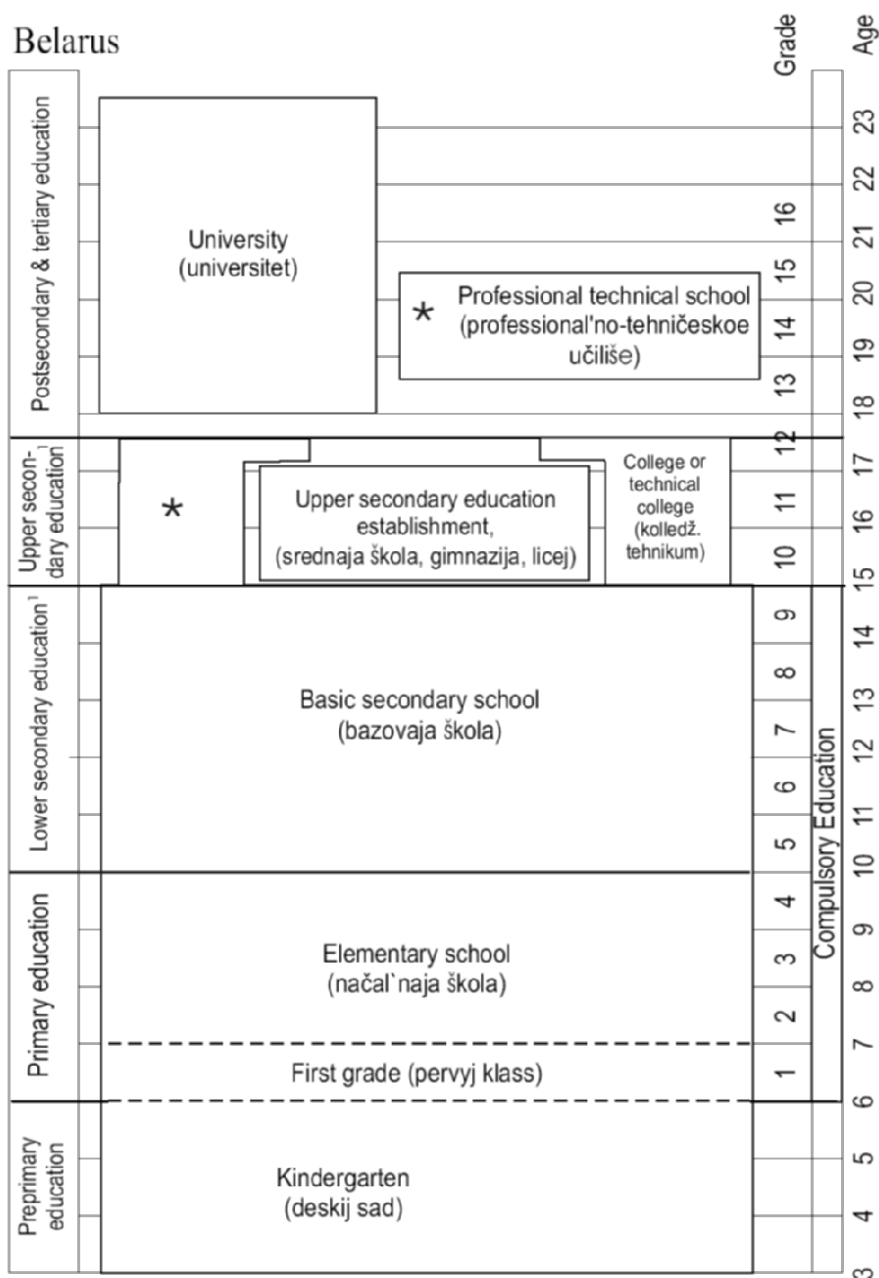 Belarus
Grade
Age
Postsecondary & tertiary education
University
(universitet)
* Professional technical school
(professional'no-tehničeskoe
učiliše)
16
15
14
13
23
22
21
20
19
18
Upper secon-
dary education¹
*
Upper secondary education
establishment,
(srednaja škola, gimnazija, licej)
College or
technical
college
(kolledž.
tehnikum)
12
11
10
17
16
15
Lower secondary education¹
Basic secondary school
(bazovaja škola)
9
8
7
6
5
14
13
12
11
10
Compulsory Education
Primary education
Elementary school
(načal`naja škola)
First grade (pervyj klass)
4
3
2
1
9
8
7
6
Preprimary
education
Kindergarten
(deskij sad)
5
4
3